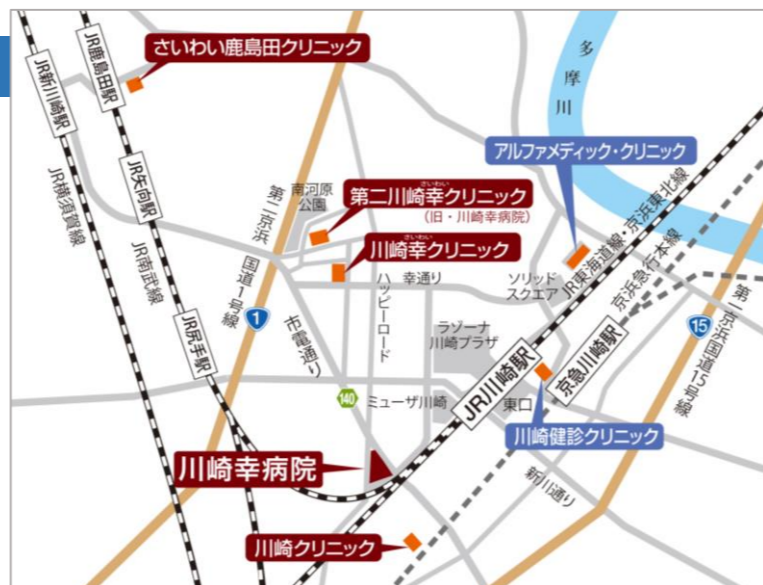 さいわい鹿島田クリニック
多摩川
JR新川崎駅
JR鹿島田駅
アルファメディック・クリニック
JR矢向駅
第二京浜
南河原
公園
さいわい
第二川崎幸クリニック
(旧・川崎幸病院)
JR横須賀線
JR南武線
さいわい
川崎幸クリニック
JR東海道線・京浜東北線
京浜急行本線
国道1号線
1
ハッピーロード
幸通り
ソリッド
スクエア
第一京浜国道15号線
15
JR尻手駅
市電通り
ラゾーナ
川崎プラザ
JR川崎駅
京急川崎駅
140
ミューザ川崎
東口
川崎健診クリニック
川崎幸病院
新川通り
川崎クリニック